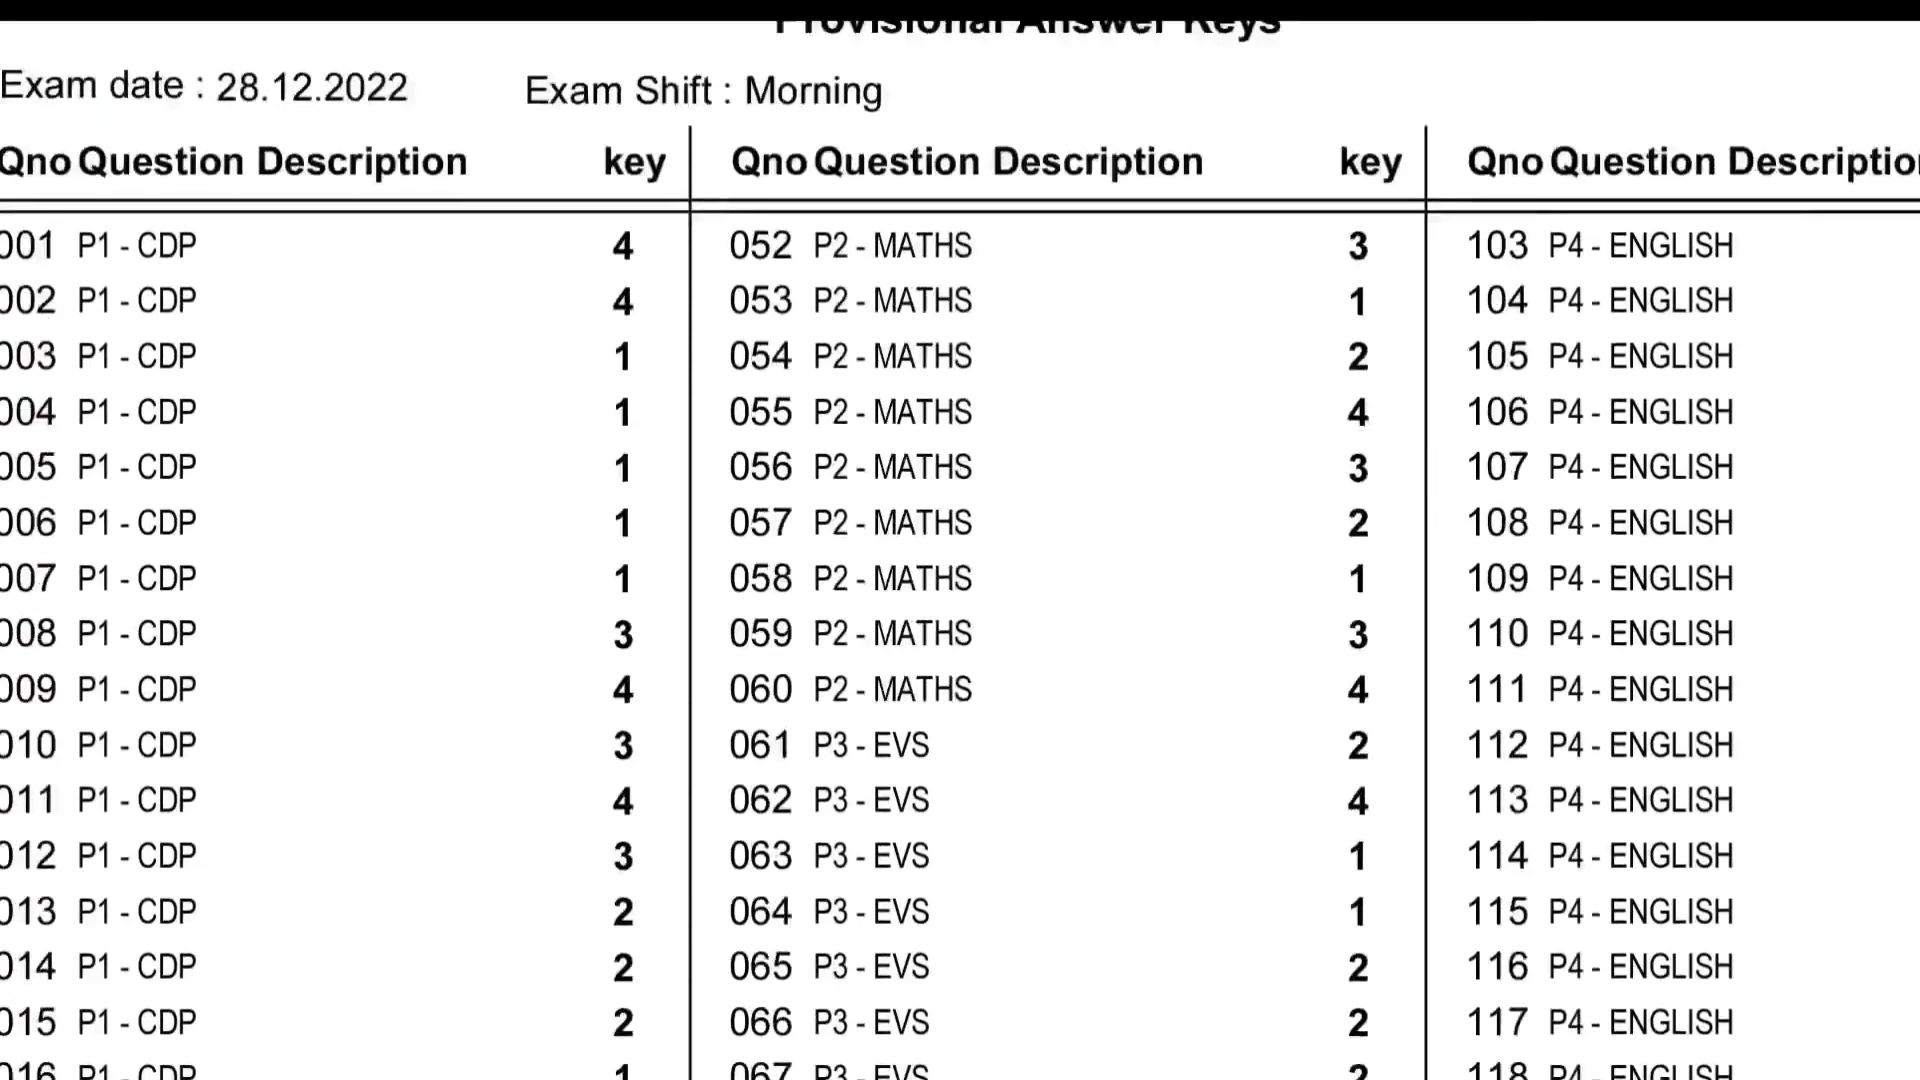 Provisional Answer Keys
Exam date : 28.12.2022 Exam Shift : Morning
Qno Question Description key Qno Question Description key Qno Question Descriptio
001 P1 - CDP 4 052 P2 - MATHS 3 103 P4 - ENGLISH
002 P1 - CDP 4 053 P2 - MATHS 1 104 P4 - ENGLISH
003 P1 - CDP 1 054 P2 - MATHS 2 105 P4 - ENGLISH
004 P1 - CDP 1 055 P2 - MATHS 4 106 P4 - ENGLISH
005 P1 - CDP 1 056 P2 - MATHS 3 107 P4 - ENGLISH
006 P1 - CDP 1 057 P2 - MATHS 2 108 P4 - ENGLISH
007 P1 - CDP 1 058 P2 - MATHS 1 109 P4 - ENGLISH
008 P1 - CDP 3 059 P2 - MATHS 3 110 P4 - ENGLISH
009 P1 - CDP 4 060 P2 - MATHS 4 111 P4 - ENGLISH
010 P1 - CDP 3 061 P3 - EVS 2 112 P4 - ENGLISH
011 P1 - CDP 4 062 P3 - EVS 4 113 P4 - ENGLISH
012 P1 - CDP 3 063 P3 - EVS 1 114 P4 - ENGLISH
013 P1 - CDP 2 064 P3 - EVS 1 115 P4 - ENGLISH
014 P1 - CDP 2 065 P3 - EVS 2 116 P4 - ENGLISH
015 P1 - CDP 2 066 P3 - EVS 2 117 P4 - ENGLISH
016 P1 - CDP 1 067 P3 - EVS 2 118 P4 - ENGLISH